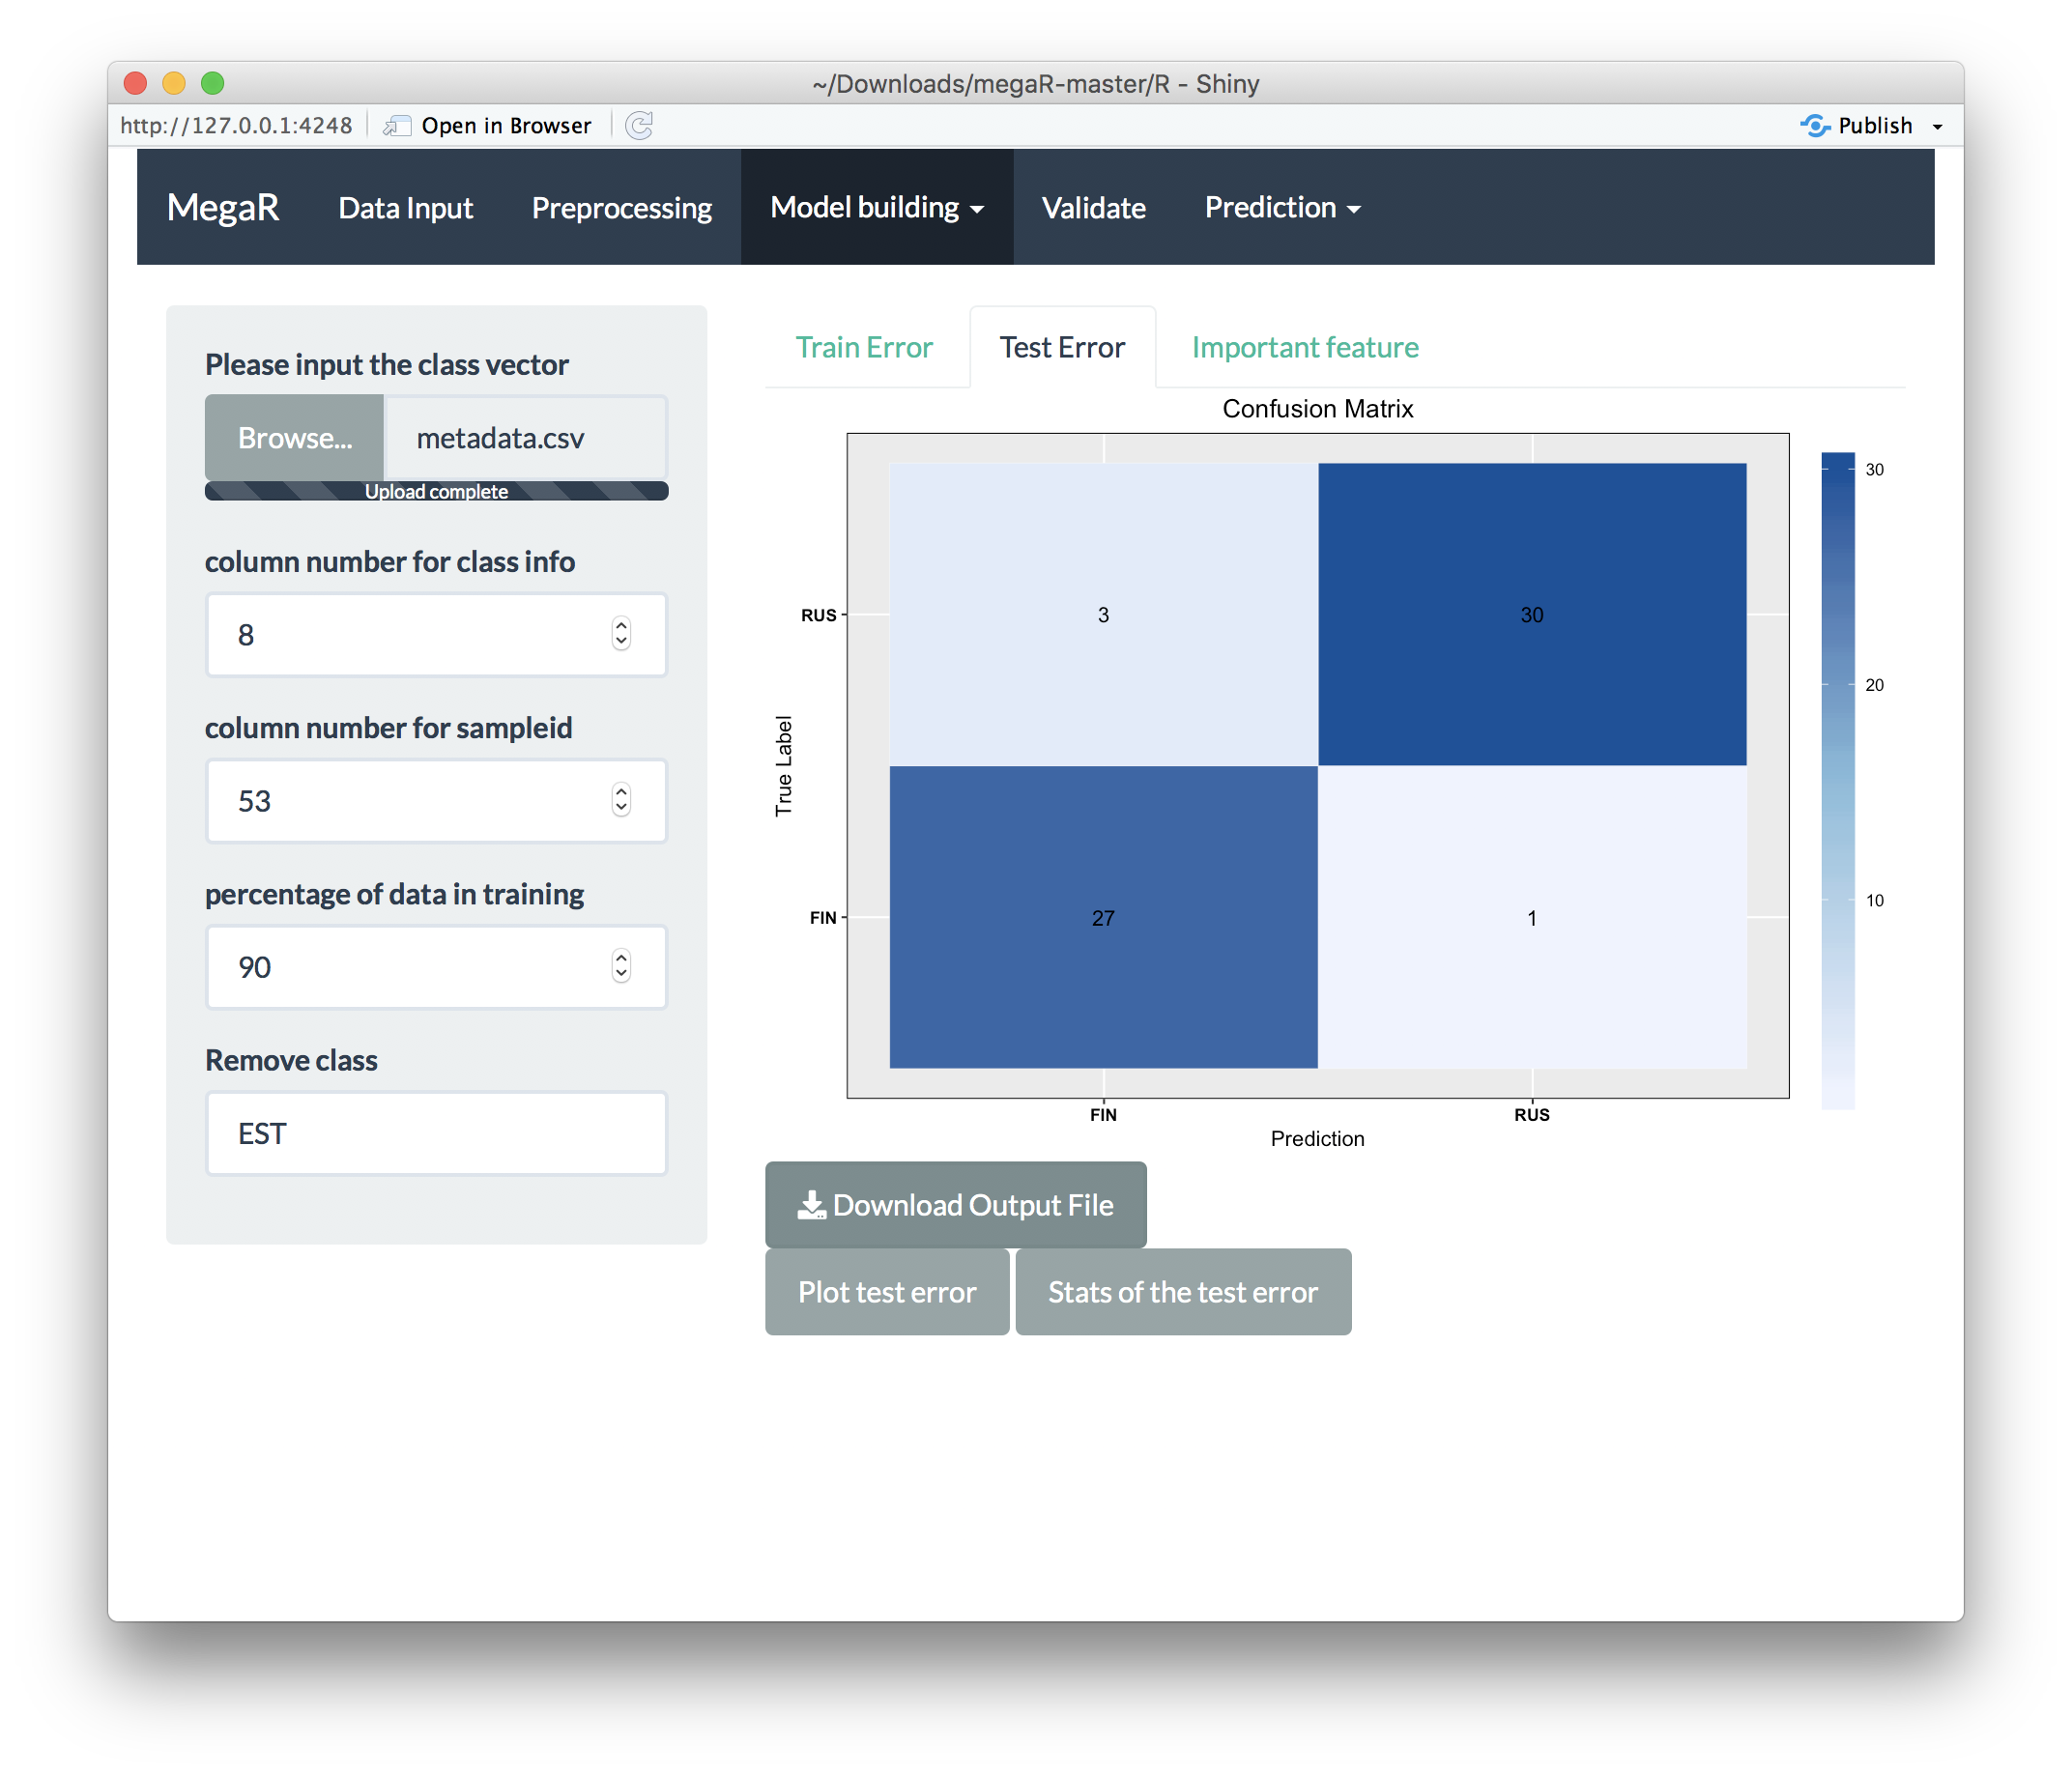 ~/Downloads/megaR-master/R - Shiny
http://127.0.0.1:4248 Open in Browser Publish
MegaR Data Input Preprocessing Model building Validate Prediction
Please input the class vector
Browse... metadata.csv
Upload complete
column number for class info
8
column number for sampleid
53
percentage of data in training
90
Remove class
EST
Train Error Test Error Important feature
Confusion Matrix
True Label
RUS 3 30
FIN 27 1
FIN RUS
Prediction
30
20
10
Download Output File
Plot test error Stats of the test error